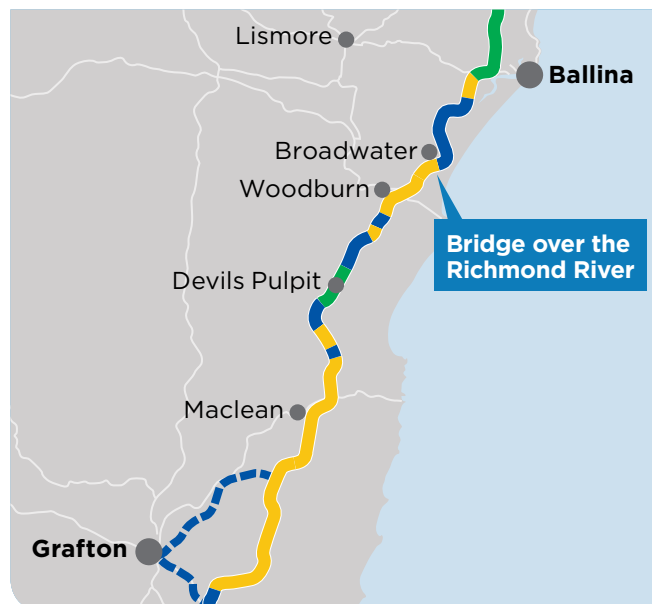 Lismore
Ballina
Broadwater
Woodburn
Bridge over the
Richmond River
Devils Pulpit
Maclean
Grafton